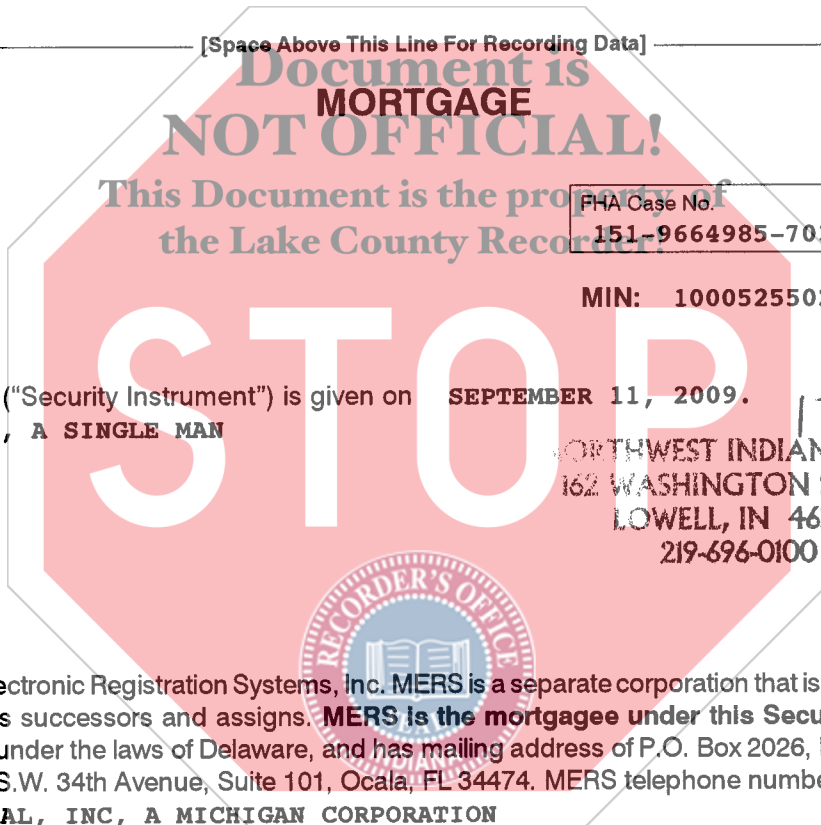 [Space Above This Line For Recording Data]
Document is
MORTGAGE
NOT OFFICIAL!
This Document is the property of
the Lake County Recorder!
FHA Case No.
151-9664985-70
MIN: 100052550
STOP
("Security Instrument") is given on SEPTEMBER 11, 2009.
, A SINGLE MAN
NORTHWEST INDIAN
162 WASHINGTON
LOWELL, IN 46
219-696-0100
RECORDER'S OFFICE
INDIANA
ectronic Registration Systems, Inc. MERS is a separate corporation that is
s successors and assigns. MERS is the mortgagee under this Secu
under the laws of Delaware, and has mailing address of P.O. Box 2026,
S.W. 34th Avenue, Suite 101, Ocala, FL 34474. MERS telephone numbe
AL, INC, A MICHIGAN CORPORATION